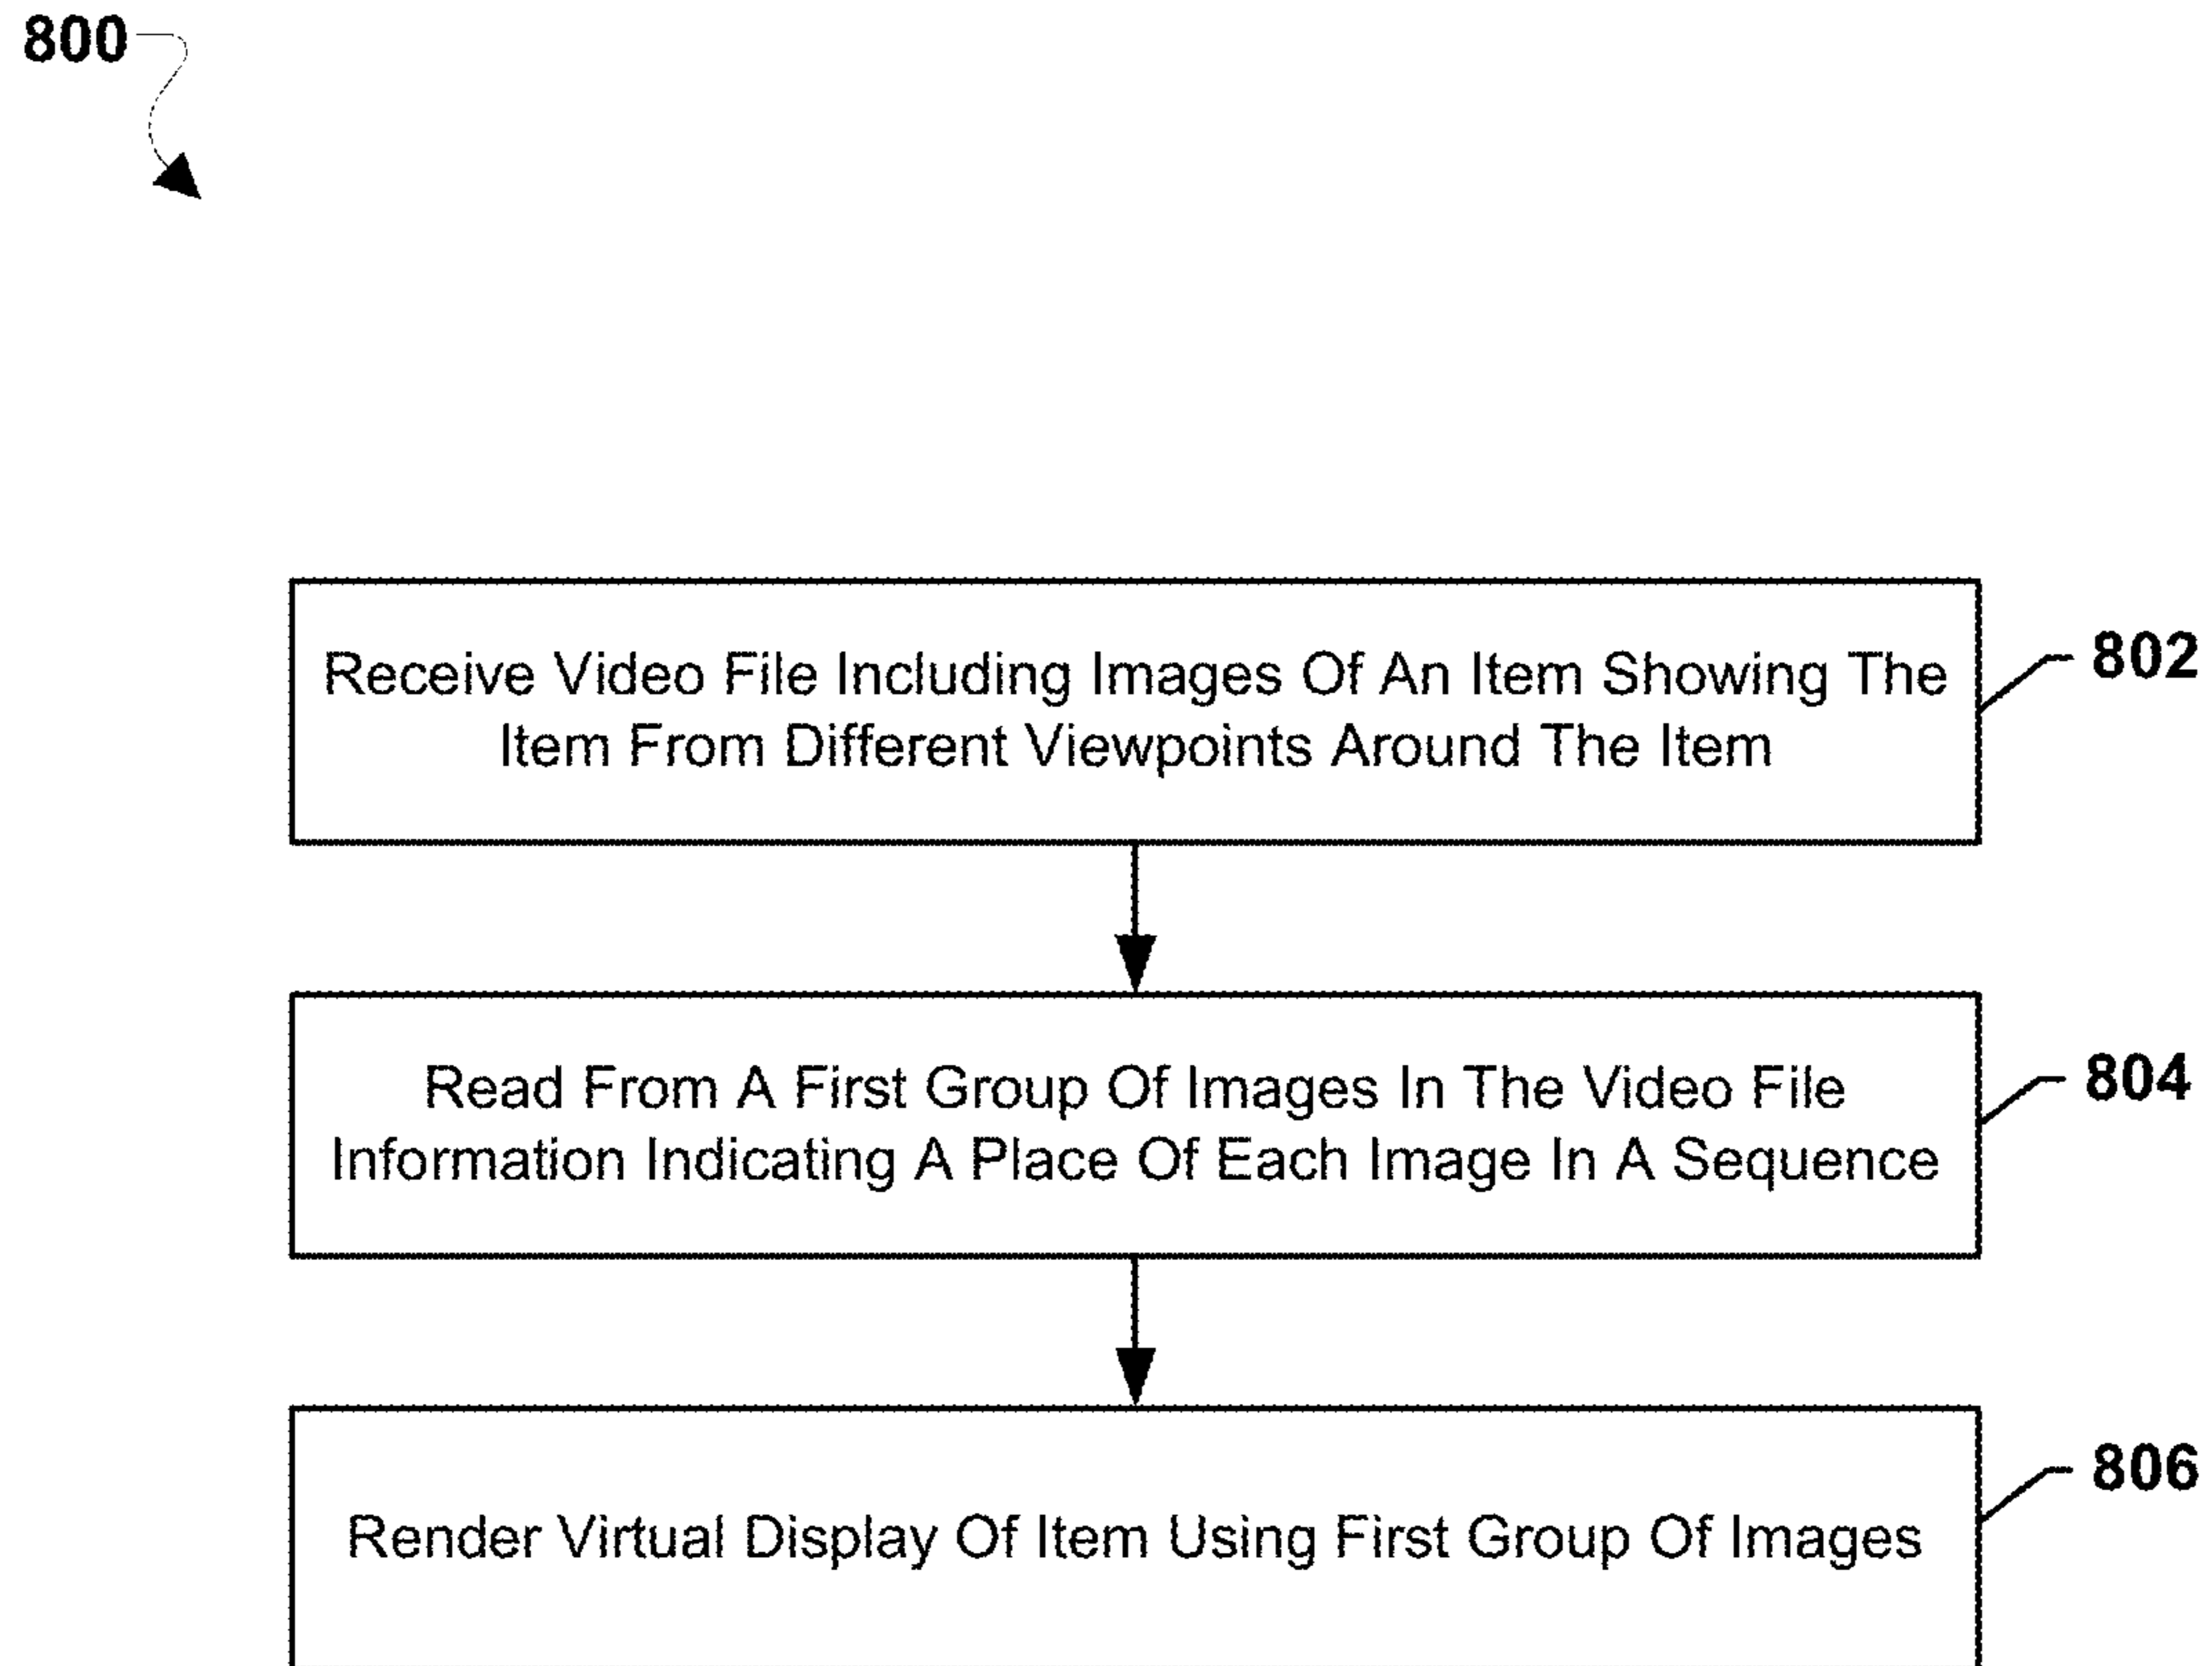 800
Receive Video File Including Images Of An Item Showing The
Item From Different Viewpoints Around The Item
802
Read From A First Group Of Images In The Video File
Information Indicating A Place Of Each Image In A Sequence
804
Render Virtual Display Of Item Using First Group Of Images
806